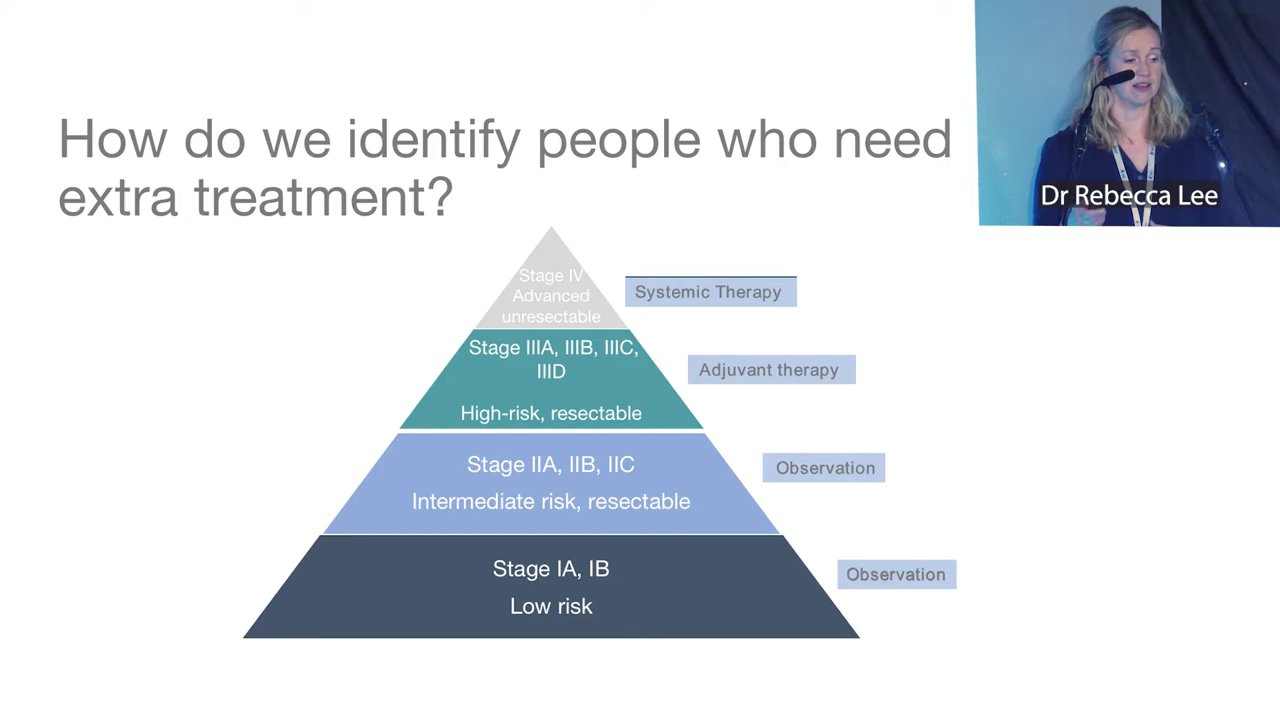 How do we identify people who need
extra treatment?
Dr Rebecca Lee
Stage IV
Advanced
unresectable
Systemic Therapy
Stage IIIA, IIIB, IIIC,
IIID
High-risk, resectable
Adjuvant therapy
Stage IIA, IIB, IIC
Intermediate risk, resectable
Observation
Stage IA, IB
Low risk
Observation